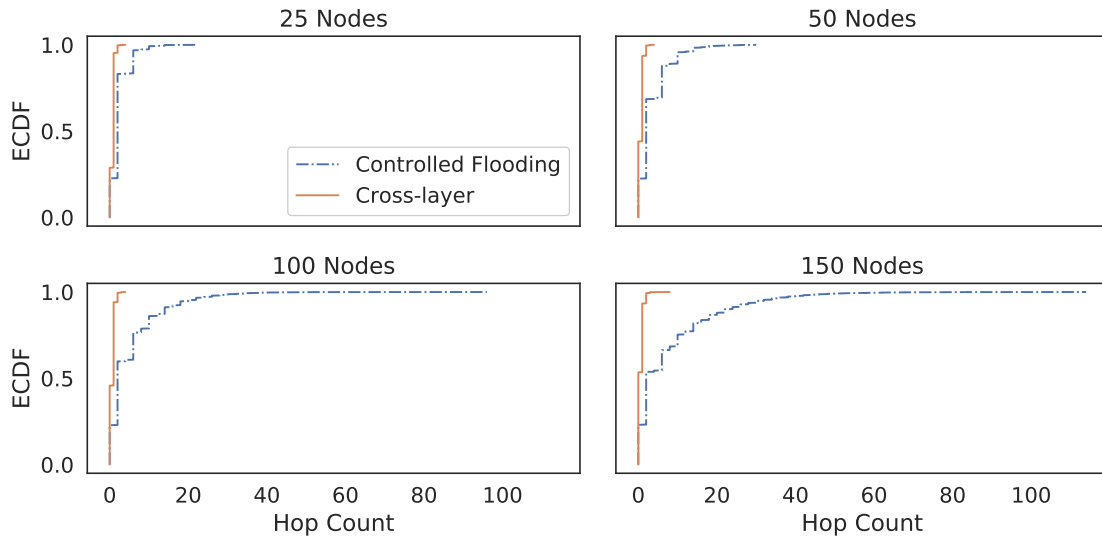 25 Nodes
50 Nodes
ECDF
1.0
0.5
0.0
Controlled Flooding
Cross-layer
100 Nodes
150 Nodes
ECDF
1.0
0.5
0.0
0 20 40 60 80 100
0 20 40 60 80 100
Hop Count
Hop Count